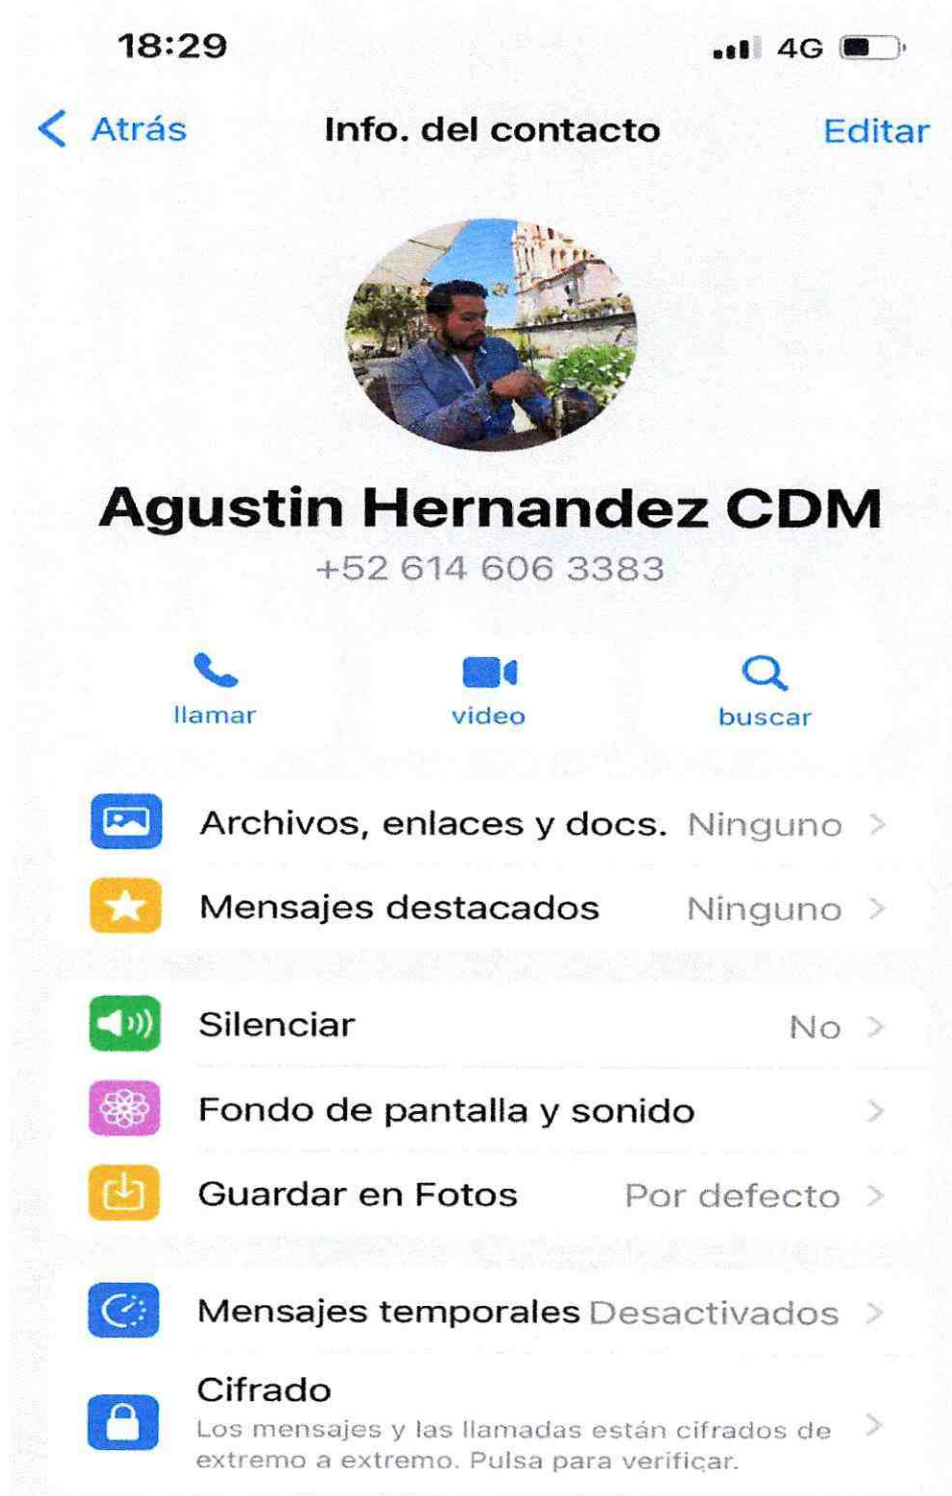 18:29 4G
Atrás Info. del contacto Editar
Agustin Hernandez CDM
+52 614 606 3383
llamar video buscar
Archivos, enlaces y docs. Ninguno
Mensajes destacados Ninguno
Silenciar No
Fondo de pantalla y sonido
Guardar en Fotos Por defecto
Mensajes temporales Desactivados
Cifrado
Los mensajes y las llamadas están cifrados de
extremo a extremo. Pulsa para verificar.